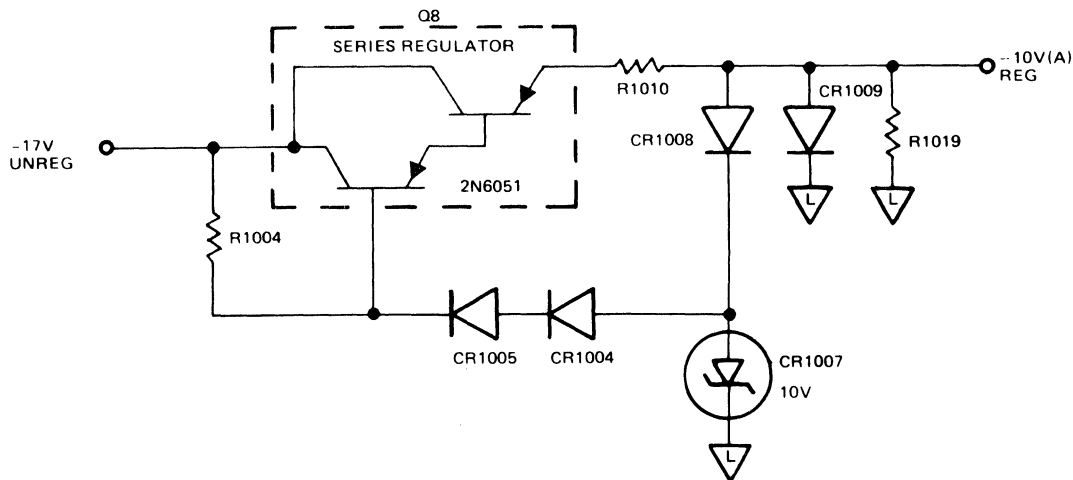 Q8
SERIES REGULATOR
2N6051
-17V
UNREG
R1004
R1010
CR1008
CR1009
R1019
--10V(A)
REG
L
L
CR1005
CR1004
CR1007
10V
L